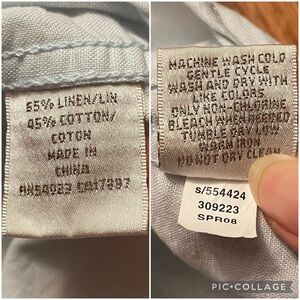 55% LINEN/LIN
45% COTTON/
COTON
MADE IN
CHINA
MACHINE WASH COLD
GENTLE CYCLE
WASH AND DRY WITH
LIKE COLORS
ONLY NON-CHLORINE
BLEACH WHEN NEEDED
TUMBLE DRY LOW
WARM IRON
DO NOT DRY CLEAN
s/554424
309223
SPR08
PIC•COLLAGE